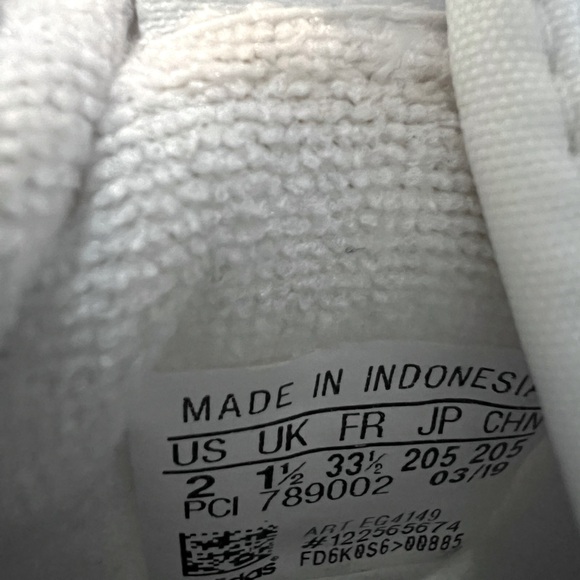 MADE IN INDONESIA
US UK FR JP CHN
2 1½ 33½ 205 205
PCI 789002 03/19
ART EG4149
#122565674
FD6K0S6>00885
adidas